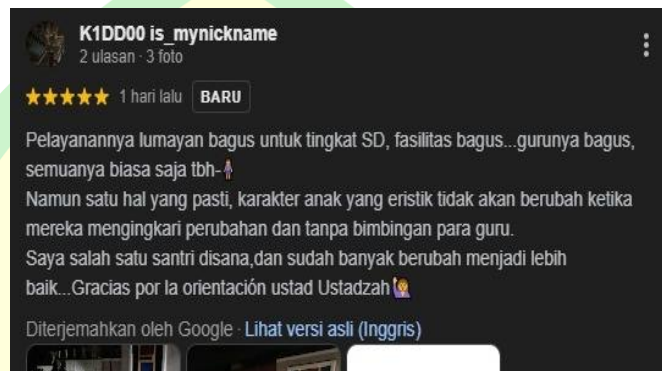 K1DD00 is_mynickname
2 ulasan · 3 foto
★★★★★ 1 hari lalu BARU
Pelayanannya lumayan bagus untuk tingkat SD, fasilitas bagus...gurunya bagus,
semuanya biasa saja tbh-🧍‍♀️
Namun satu hal yang pasti, karakter anak yang eristik tidak akan berubah ketika
mereka mengingkari perubahan dan tanpa bimbingan para guru.
Saya salah satu santri disana,dan sudah banyak berubah menjadi lebih
baik...Gracias por la orientación ustad Ustadzah🙋‍♀️
Diterjemahkan oleh Google · Lihat versi asli (Inggris)